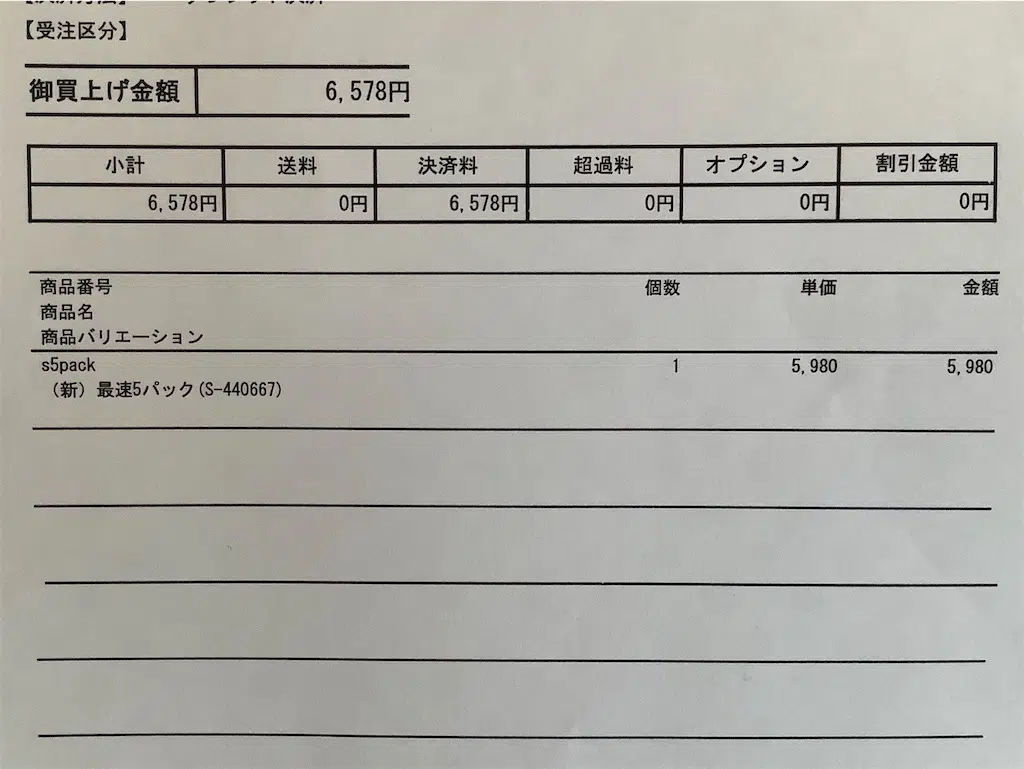 【受注区分】
御買上げ金額 6,578円
小計 送料 決済料 超過料 オプション 割引金額
6,578円 0円 6,578円 0円 0円 0円
商品番号 個数 単価 金額
商品名
商品バリエーション
s5pack 1 5,980 5,980
（新）最速5パック(S-440667)